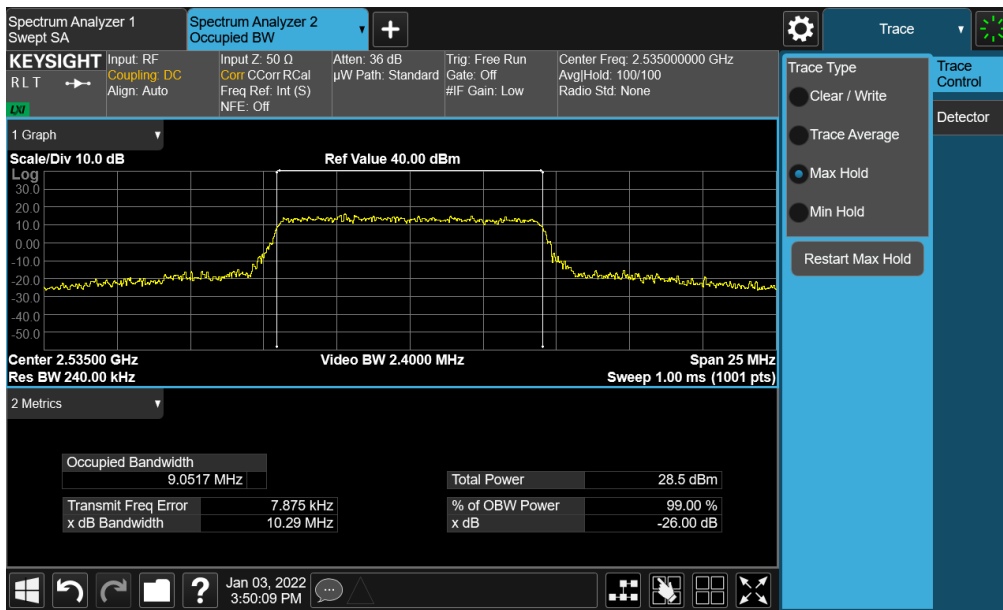 Spectrum Analyzer 1
Swept SA
Spectrum Analyzer 2
Occupied BW
Trace
KEYSIGHT
R L T
LXI
Input: RF
Coupling: DC
Align: Auto
Input Z: 50 Ω
Corr CCorr RCal
Freq Ref: Int (S)
NFE: Off
Atten: 36 dB
µW Path: Standard
Trig: Free Run
Gate: Off
#IF Gain: Low
Center Freq: 2.535000000 GHz
Avg|Hold: 100/100
Radio Std: None
Trace Type
Clear / Write
Trace Average
Max Hold
Min Hold
Restart Max Hold
Trace
Control
Detector
1 Graph
Scale/Div 10.0 dB
Ref Value 40.00 dBm
Log
30.0
20.0
10.0
0.00
-10.0
-20.0
-30.0
-40.0
-50.0
Center 2.53500 GHz
Video BW 2.4000 MHz
Span 25 MHz
Res BW 240.00 kHz
Sweep 1.00 ms (1001 pts)
2 Metrics
Occupied Bandwidth
9.0517 MHz
Total Power 28.5 dBm
Transmit Freq Error 7.875 kHz
% of OBW Power 99.00 %
x dB Bandwidth 10.29 MHz
x dB -26.00 dB
?
Jan 03, 2022
3:50:09 PM